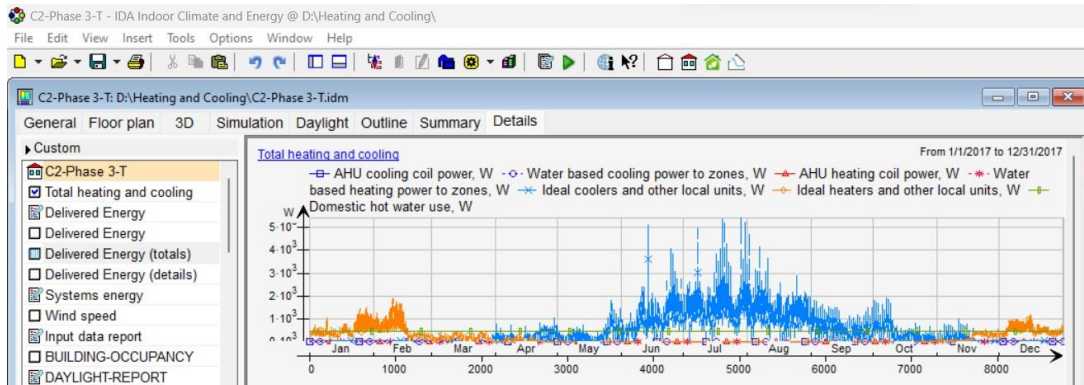 C2-Phase 3-T - IDA Indoor Climate and Energy @ D:\Heating and Cooling\
File Edit View Insert Tools Options Window Help
C2-Phase 3-T: D:\Heating and Cooling\C2-Phase 3-T.idm
General Floor plan 3D Simulation Daylight Outline Summary Details
Custom
C2-Phase 3-T
Total heating and cooling
Delivered Energy
Delivered Energy
Delivered Energy (totals)
Delivered Energy (details)
Systems energy
Wind speed
Input data report
BUILDING-OCCUPANCY
DAYLIGHT-REPORT
Total heating and cooling
From 1/1/2017 to 12/31/2017
AHU cooling coil power, W Water based cooling power to zones, W AHU heating coil power, W Water
based heating power to zones, W Ideal coolers and other local units, W Ideal heaters and other local units, W
Domestic hot water use, W
W
4·10³
3·10³
2·10³
1·10³
Jan Feb Mar Apr May Jun Jul Aug Sep Oct Nov Dec
0 1000 2000 3000 4000 5000 6000 7000 8000